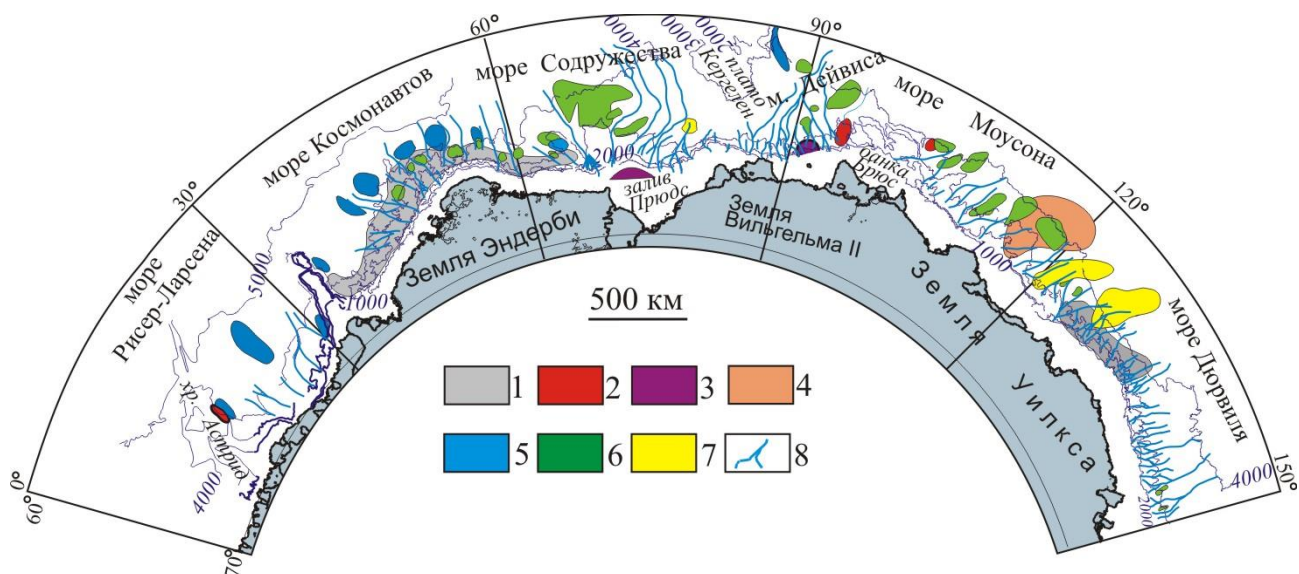 60°
90°
море Содружества
4000
3000
2000
плато
Кергелен
м. Дейвиса
море
Моусона
море Космонавтов
2000
залив
Прюдс
банка
Брюс
120°
30°
море
Рисер-Ларсена
5000
1000
Земля Эндерби
Земля
Вильгельма II
Земля
Уилкса
1000
море Дюрвиля
500 км
хр. Астрид
4000
1 2 3 4
5 6 7 8
0°
60°
70°
2000
4000
150°